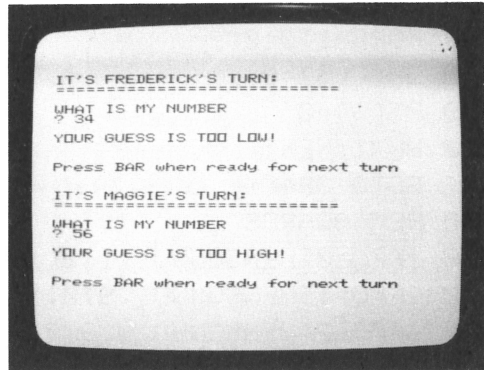 IT'S FREDERICK'S TURN:
==============================
WHAT IS MY NUMBER
? 34
YOUR GUESS IS TOO LOW!
Press BAR when ready for next turn
IT'S MAGGIE'S TURN:
==============================
WHAT IS MY NUMBER
? 56
YOUR GUESS IS TOO HIGH!
Press BAR when ready for next turn